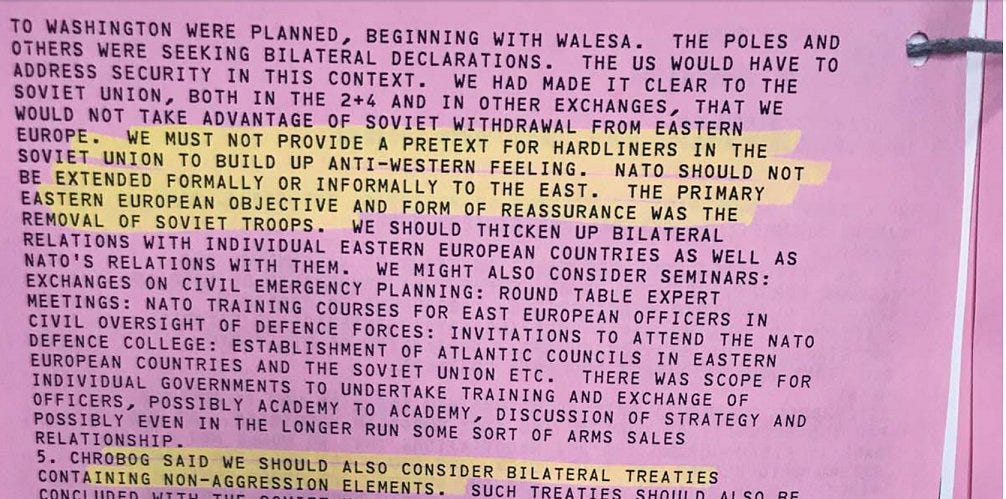 TO WASHINGTON WERE PLANNED, BEGINNING WITH WALESA. THE POLES AND
OTHERS WERE SEEKING BILATERAL DECLARATIONS. THE US WOULD HAVE TO
ADDRESS SECURITY IN THIS CONTEXT. WE HAD MADE IT CLEAR TO THE
SOVIET UNION, BOTH IN THE 2+4 AND IN OTHER EXCHANGES, THAT WE
WOULD NOT TAKE ADVANTAGE OF SOVIET WITHDRAWAL FROM EASTERN
EUROPE. WE MUST NOT PROVIDE A PRETEXT FOR HARDLINERS IN THE
SOVIET UNION TO BUILD UP ANTI-WESTERN FEELING. NATO SHOULD NOT
BE EXTENDED FORMALLY OR INFORMALLY TO THE EAST. THE PRIMARY
EASTERN EUROPEAN OBJECTIVE AND FORM OF REASSURANCE WAS THE
REMOVAL OF SOVIET TROOPS. WE SHOULD THICKEN UP BILATERAL
RELATIONS WITH INDIVIDUAL EASTERN EUROPEAN COUNTRIES AS WELL AS
NATO'S RELATIONS WITH THEM. WE MIGHT ALSO CONSIDER SEMINARS:
EXCHANGES ON CIVIL EMERGENCY PLANNING: ROUND TABLE EXPERT
MEETINGS: NATO TRAINING COURSES FOR EAST EUROPEAN OFFICERS IN
CIVIL OVERSIGHT OF DEFENCE FORCES: INVITATIONS TO ATTEND THE NATO
DEFENCE COLLEGE: ESTABLISHMENT OF ATLANTIC COUNCILS IN EASTERN
EUROPEAN COUNTRIES AND THE SOVIET UNION ETC. THERE WAS SCOPE FOR
INDIVIDUAL GOVERNMENTS TO UNDERTAKE TRAINING AND EXCHANGE OF
OFFICERS, POSSIBLY ACADEMY TO ACADEMY, DISCUSSION OF STRATEGY AND
POSSIBLY EVEN IN THE LONGER RUN SOME SORT OF ARMS SALES
RELATIONSHIP.
5. CHROBOG SAID WE SHOULD ALSO CONSIDER BILATERAL TREATIES
CONTAINING NON-AGGRESSION ELEMENTS. SUCH TREATIES SHOULD ALSO BE
CONCLUDED WITH THE SOVIET